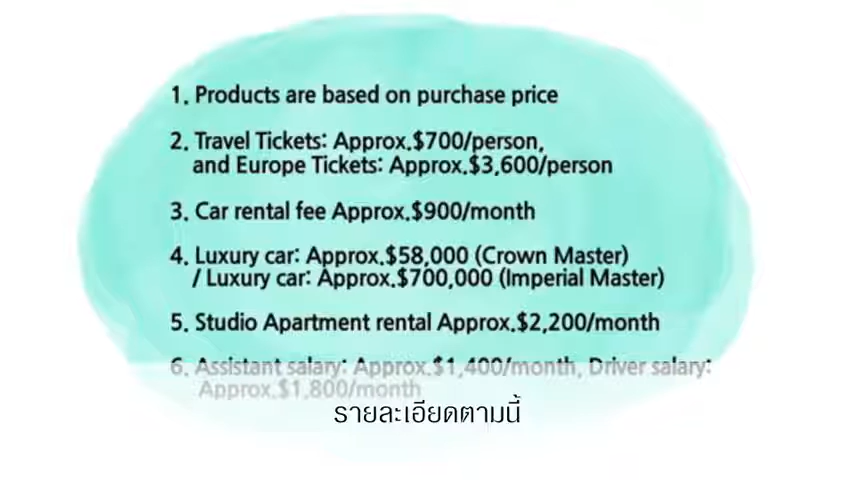 1. Products are based on purchase price
2. Travel Tickets: Approx.$700/person,
and Europe Tickets: Approx.$3,600/person
3. Car rental fee Approx.$900/month
4. Luxury car: Approx.$58,000 (Crown Master)
/ Luxury car: Approx.$700,000 (Imperial Master)
5. Studio Apartment rental Approx.$2,200/month
6. Assistant salary: Approx.$1,400/month, Driver salary:
Approx.$1,800/month
รายละเอียดตามนี้